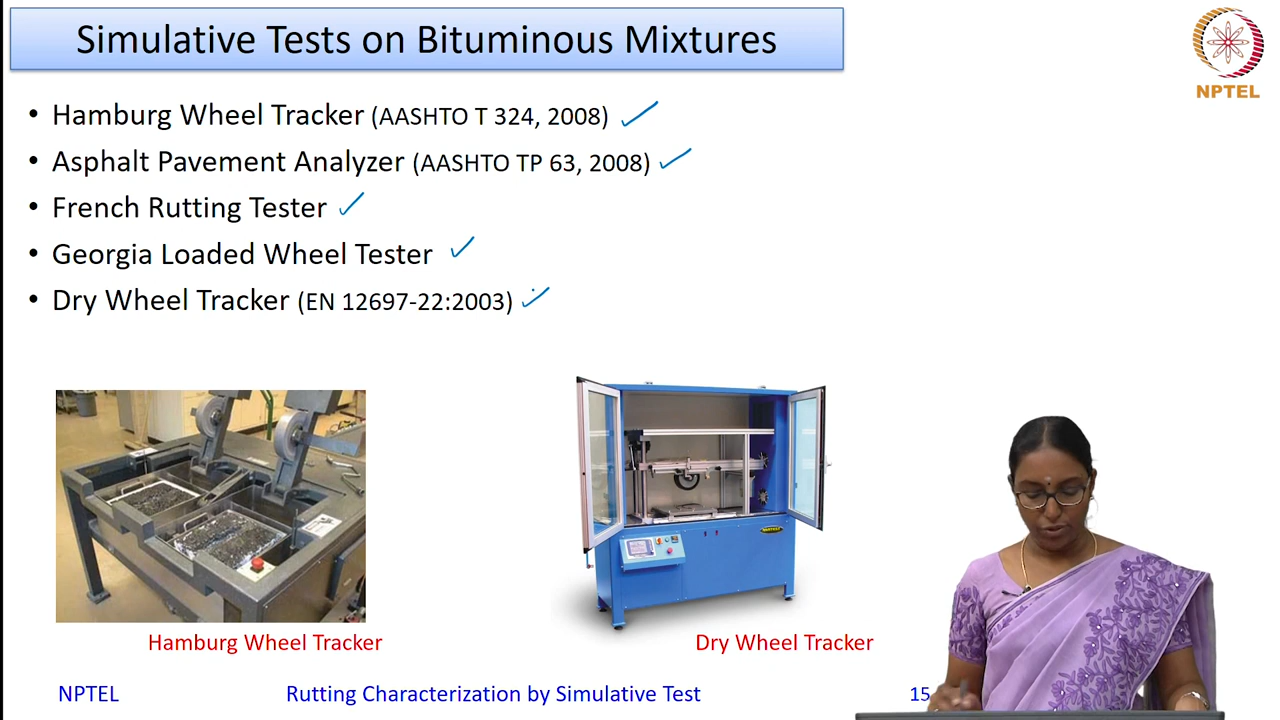 Simulative Tests on Bituminous Mixtures
NPTEL
• Hamburg Wheel Tracker (AASHTO T 324, 2008)
• Asphalt Pavement Analyzer (AASHTO TP 63, 2008)
• French Rutting Tester
• Georgia Loaded Wheel Tester
• Dry Wheel Tracker (EN 12697-22:2003)
Hamburg Wheel Tracker
Dry Wheel Tracker
NPTEL
Rutting Characterization by Simulative Test
15